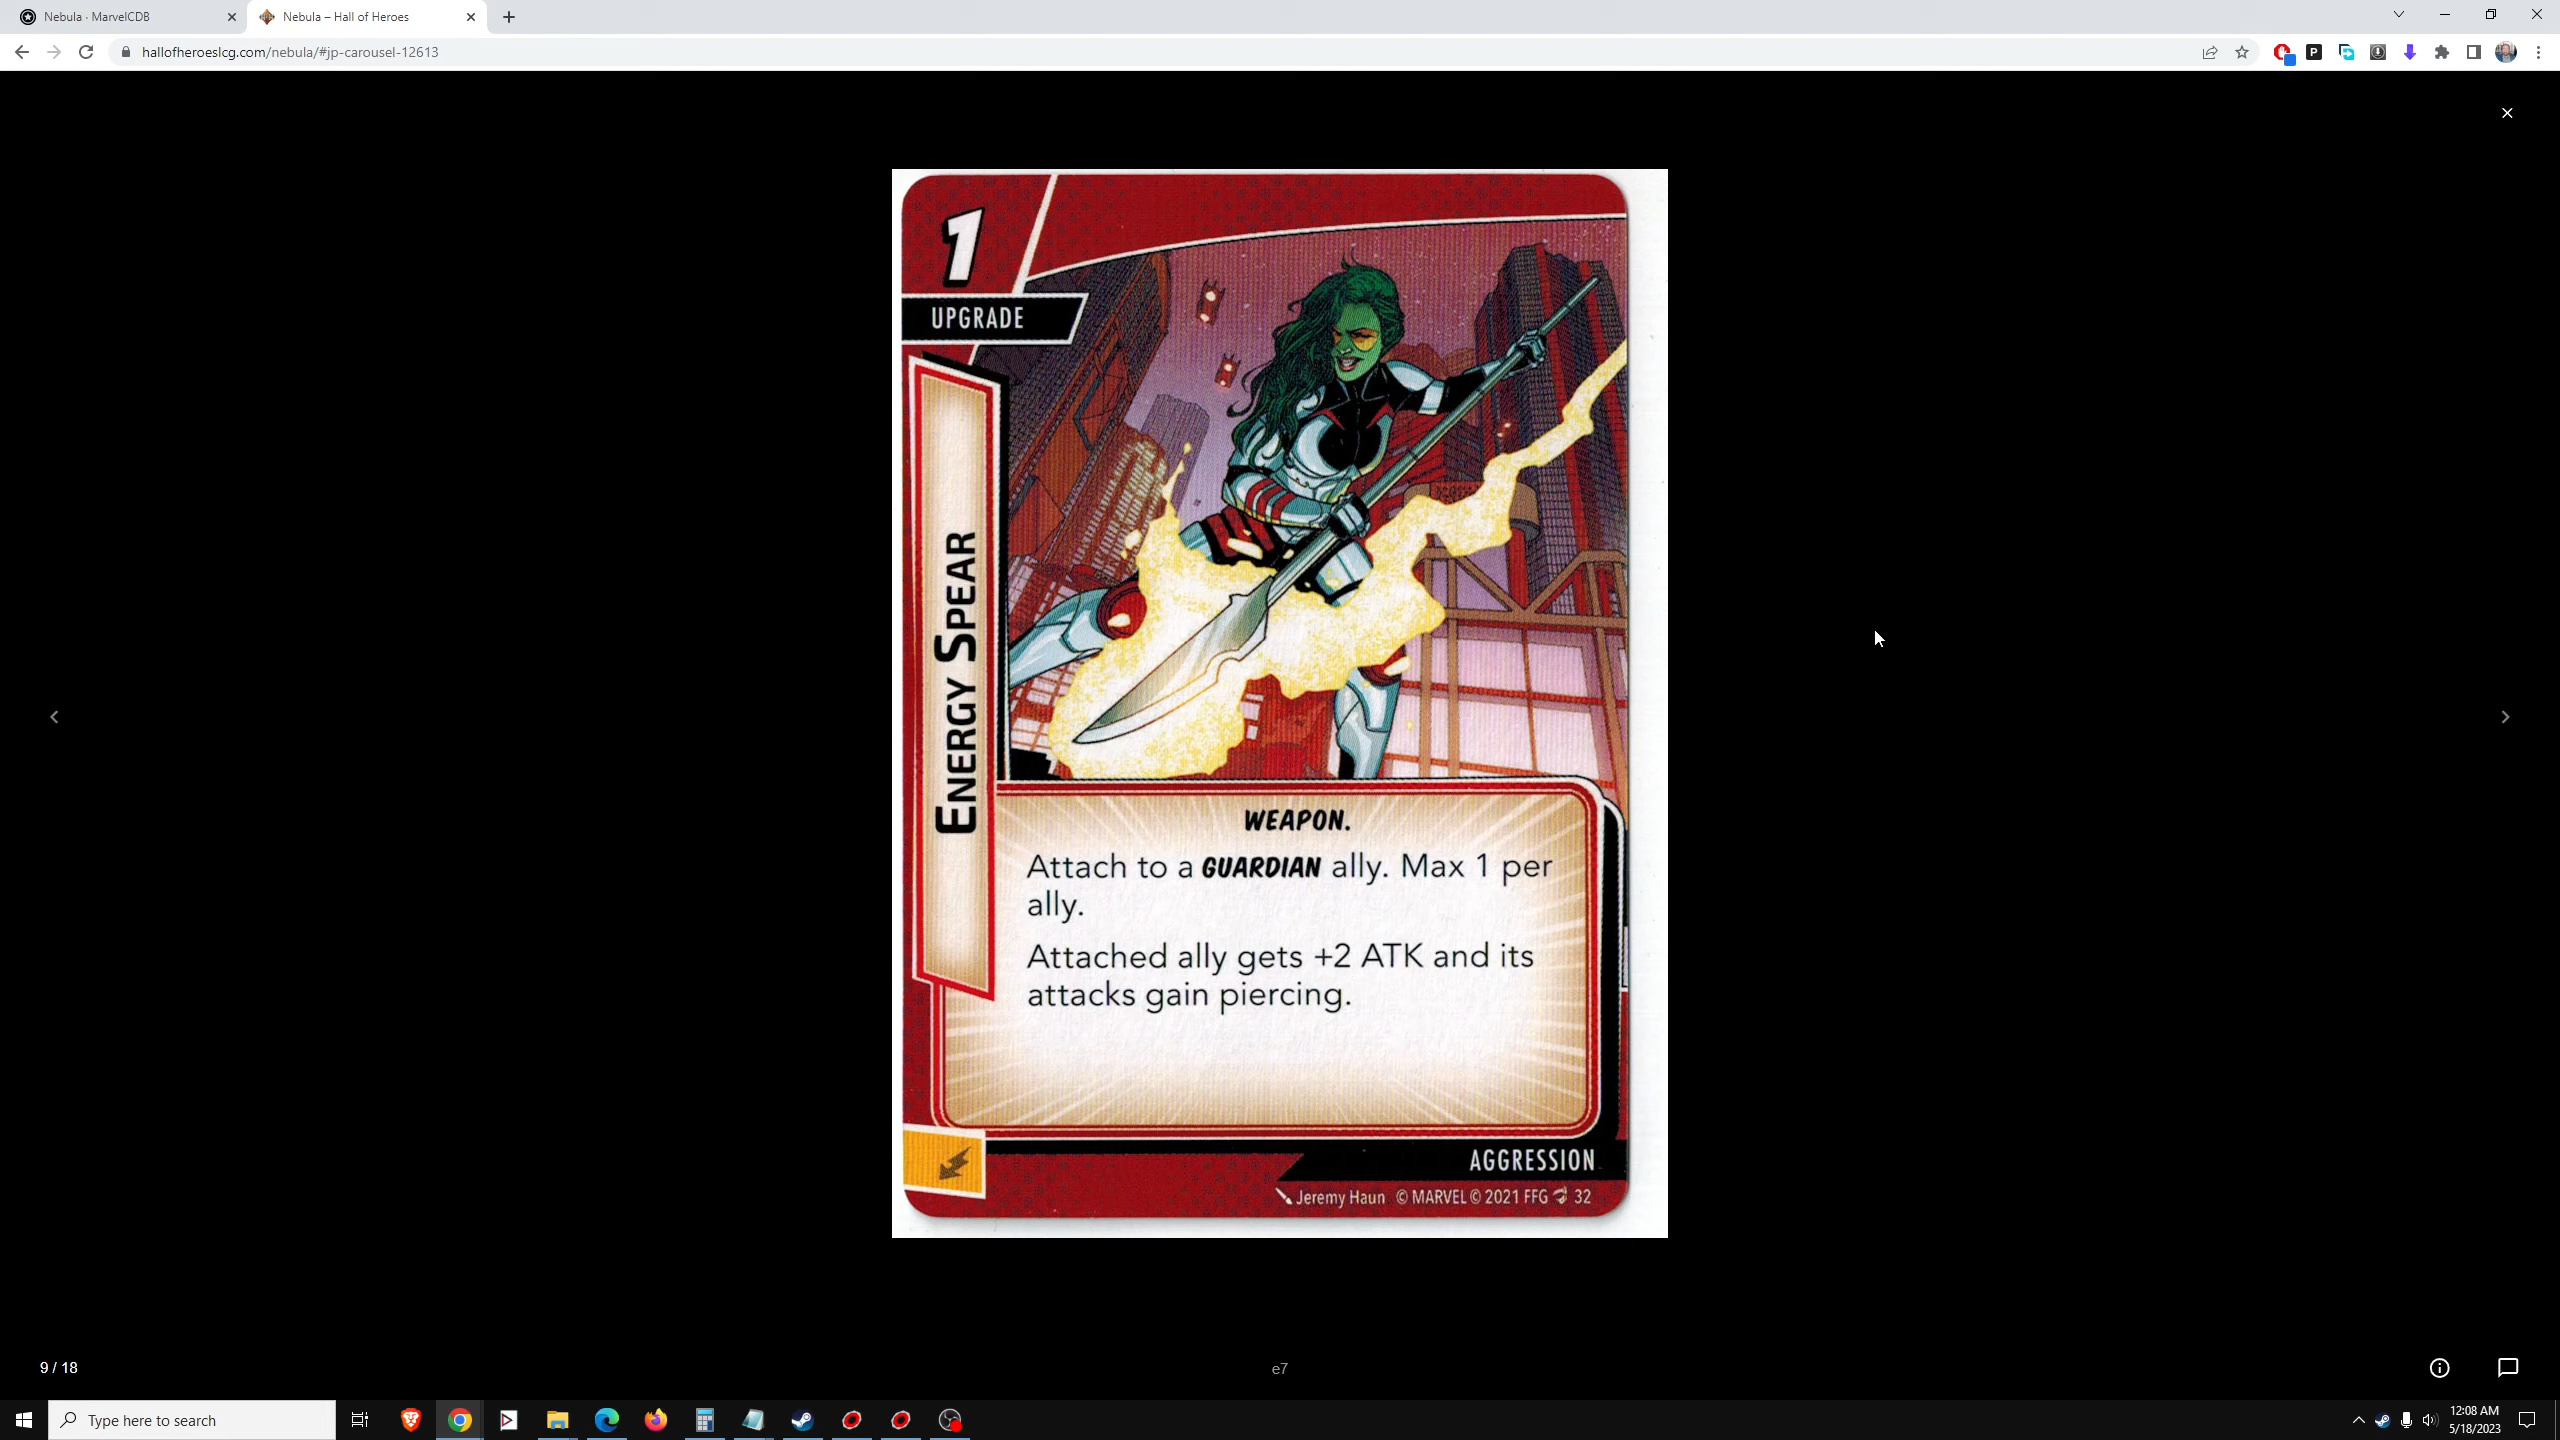 Nebula · MarvelCDB
Nebula – Hall of Heroes
hallofheroeslcg.com/nebula/#jp-carousel-12613
1
UPGRADE
ENERGY SPEAR
WEAPON.
Attach to a GUARDIAN ally. Max 1 per
ally.
Attached ally gets +2 ATK and its
attacks gain piercing.
AGGRESSION
Jeremy Haun © MARVEL © 2021 FFG 32
9 / 18
e7
Type here to search
12:08 AM
5/18/2023